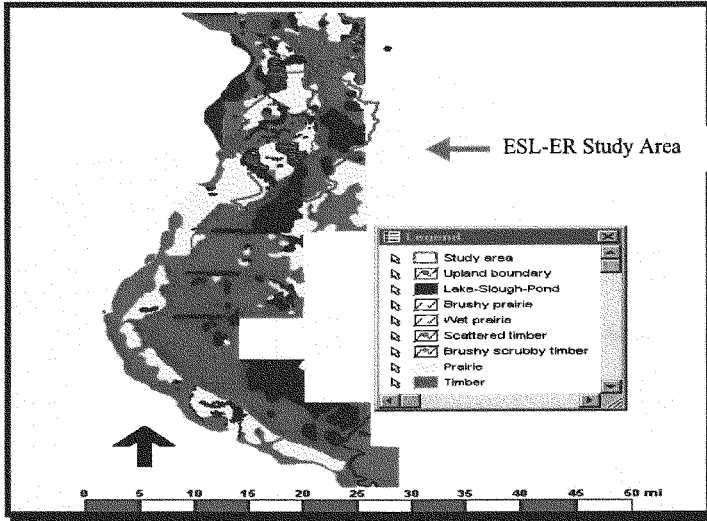 ESL-ER Study Area
Legend
Study area
Upland boundary
Lake-Slough-Pond
Brushy prairie
Wet prairie
Scattered timber
Brushy scrubby timber
Prairie
Timber
0 5 10 15 20 25 30 35 40 45 50 mi